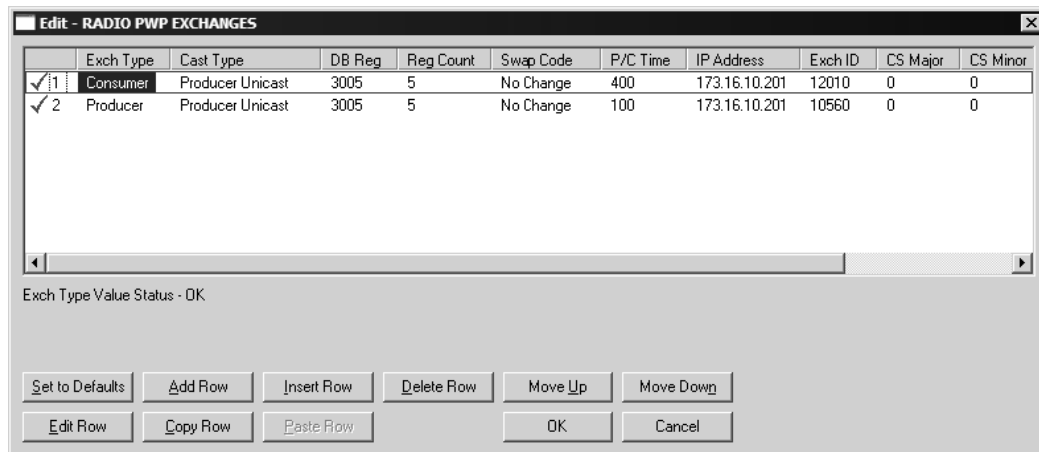 Edit - RADIO PWP EXCHANGES
Exch Type Cast Type DB Reg Reg Count Swap Code P/C Time IP Address Exch ID CS Major CS Minor
1 Consumer Producer Unicast 3005 5 No Change 400 173.16.10.201 12010 0 0
2 Producer Producer Unicast 3005 5 No Change 100 173.16.10.201 10560 0 0
Exch Type Value Status - OK
Set to Defaults Add Row Insert Row Delete Row Move Up Move Down
Edit Row Copy Row Paste Row OK Cancel